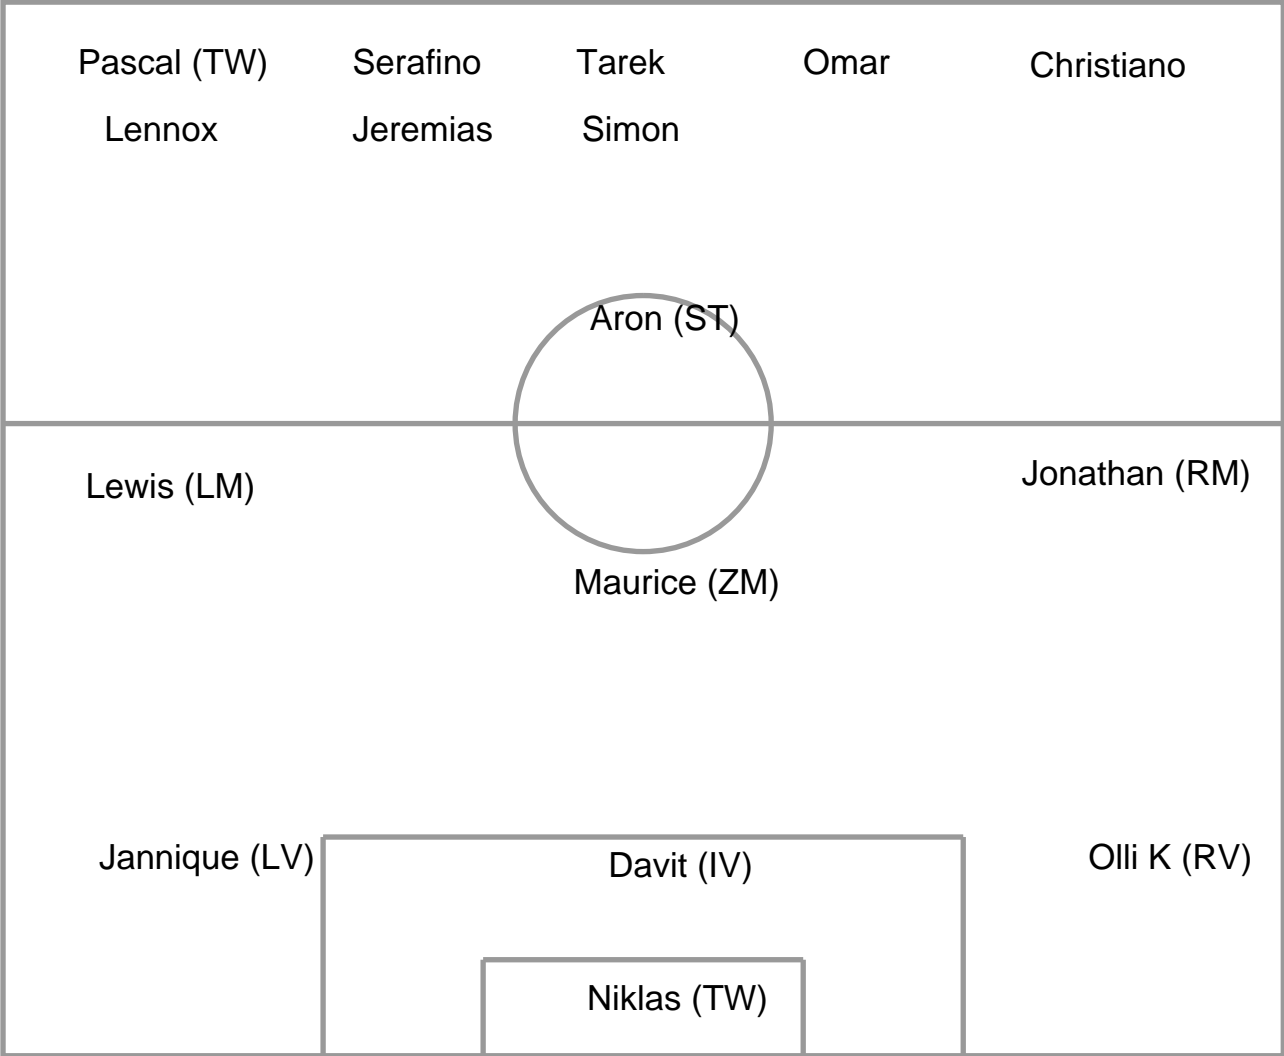 Pascal (TW) Serafino Tarek Omar Christiano
Lennox Jeremias Simon
Aron (ST)
Lewis (LM) Jonathan (RM)
Maurice (ZM)
Jannique (LV) Davit (IV) Olli K (RV)
Niklas (TW)